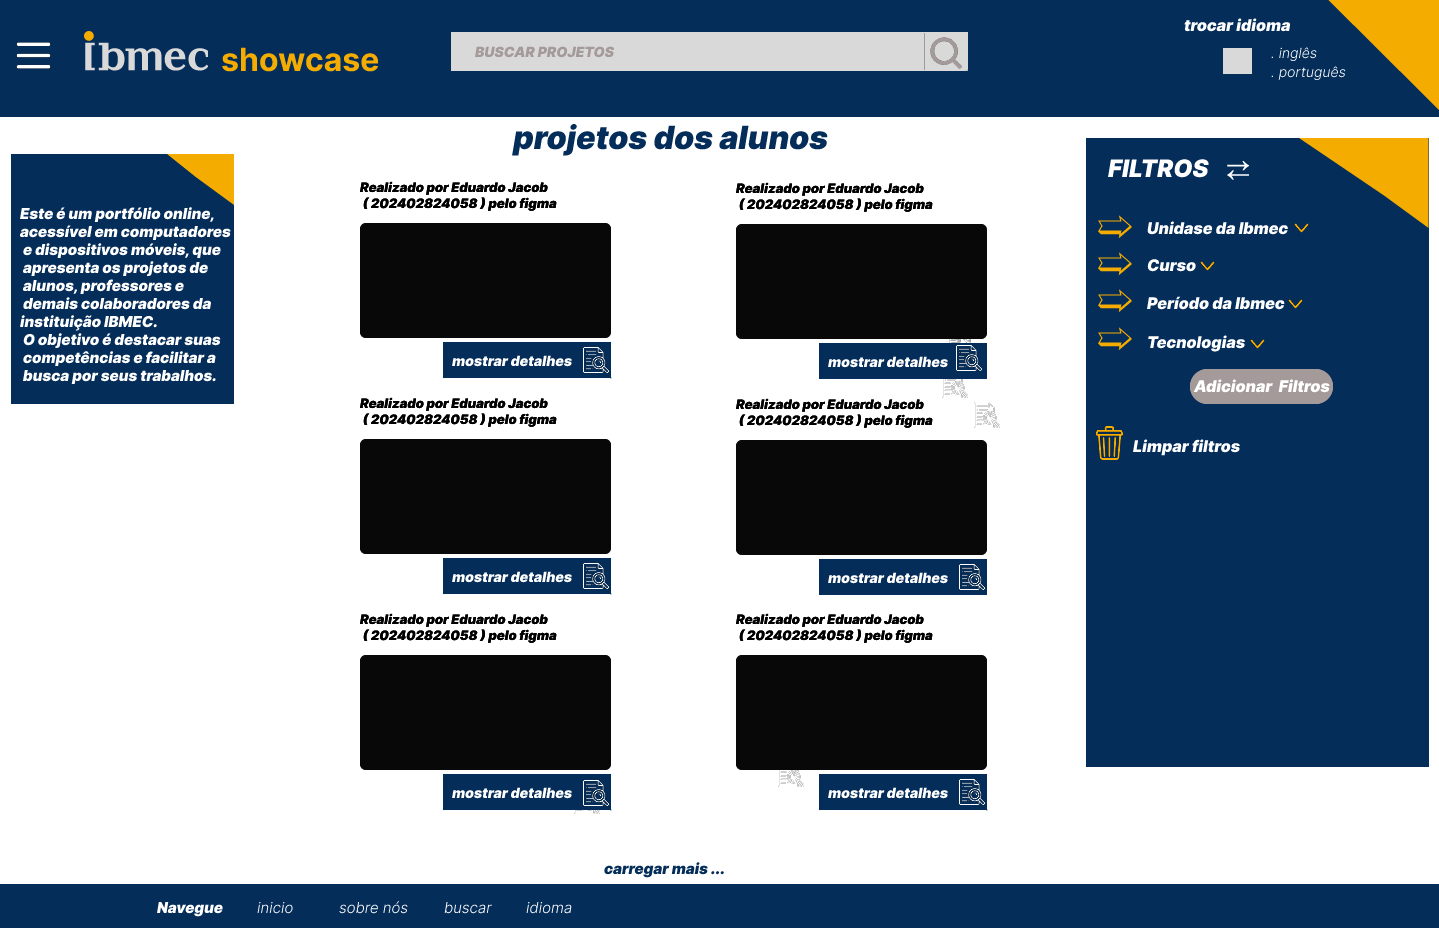 ibmec showcase
BUSCAR PROJETOS
trocar idioma
. inglês
. português
projetos dos alunos
Este é um portfólio online,
acessível em computadores
e dispositivos móveis, que
apresenta os projetos de
alunos, professores e
demais colaboradores da
instituição IBMEC.
O objetivo é destacar suas
competências e facilitar a
busca por seus trabalhos.
Realizado por Eduardo Jacob
( 202402824058 ) pelo figma
mostrar detalhes
Realizado por Eduardo Jacob
( 202402824058 ) pelo figma
mostrar detalhes
Realizado por Eduardo Jacob
( 202402824058 ) pelo figma
mostrar detalhes
Realizado por Eduardo Jacob
( 202402824058 ) pelo figma
mostrar detalhes
Realizado por Eduardo Jacob
( 202402824058 ) pelo figma
mostrar detalhes
Realizado por Eduardo Jacob
( 202402824058 ) pelo figma
mostrar detalhes
FILTROS
Unidase da Ibmec
Curso
Período da Ibmec
Tecnologias
Adicionar Filtros
Limpar filtros
carregar mais ...
Navegue inicio sobre nós buscar idioma